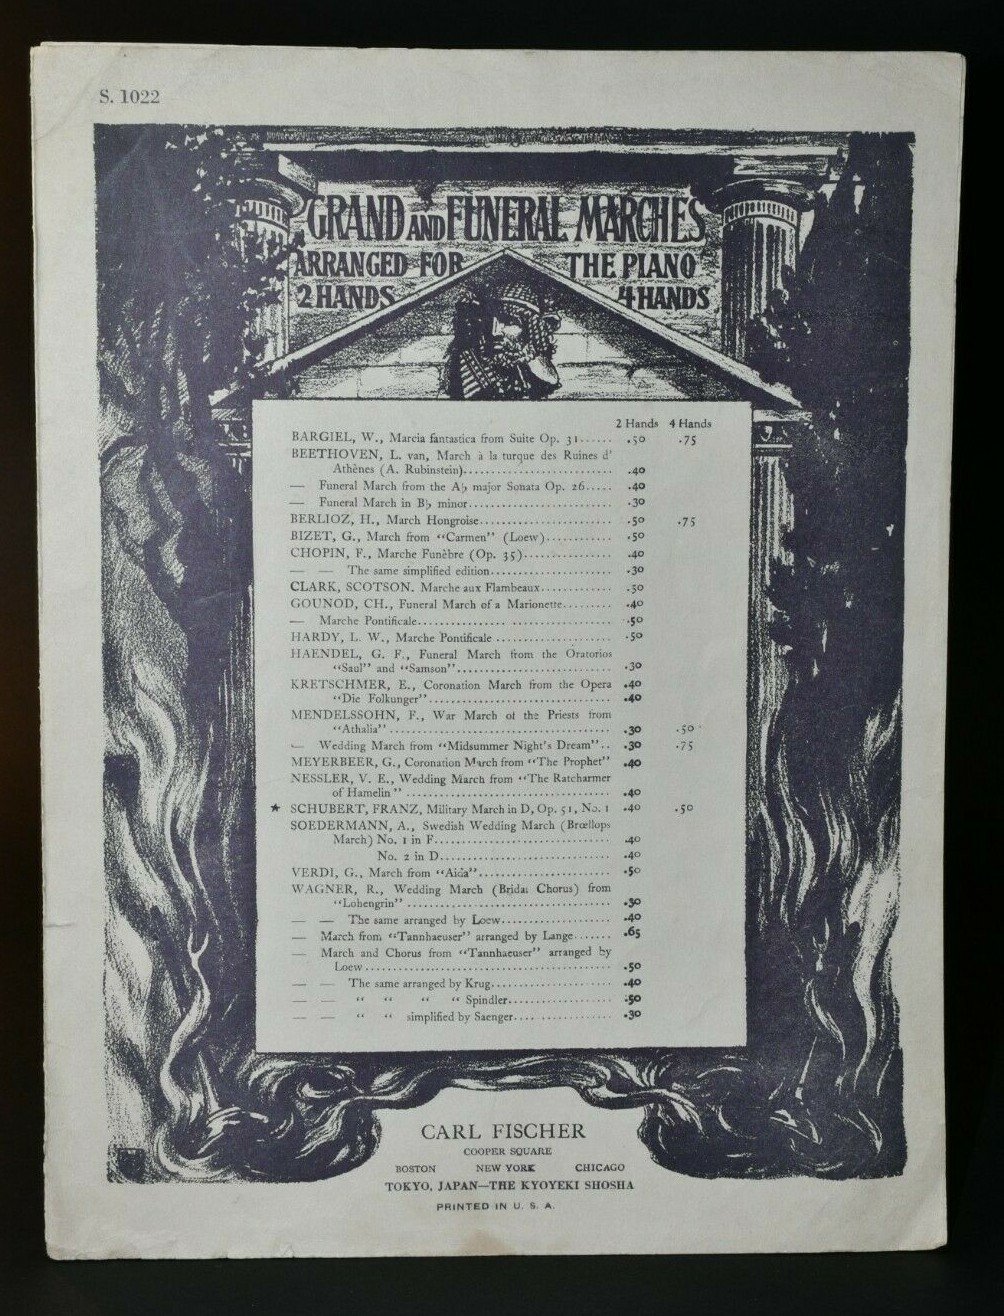 S. 1022
GRAND AND FUNERAL MARCHES
ARRANGED FOR THE PIANO
2 HANDS 4 HANDS
2 Hands 4 Hands
BARGIEL, W., Marcia fantastica from Suite Op. 31...... .50 .75
BEETHOVEN, L. van, March à la turque des Ruines d'
Athènes (A. Rubinstein)........................... .40
— Funeral March from the A♭ major Sonata Op. 26..... .40
— Funeral March in B♭ minor.......................... .30
BERLIOZ, H., March Hongroise........................ .50 .75
BIZET, G., March from "Carmen" (Loew)............ .50
CHOPIN, F., Marche Funèbre (Op. 35)................ .40
— — The same simplified edition...................... .30
CLARK, SCOTSON. Marche aux Flambeaux............. .50
GOUNOD, CH., Funeral March of a Marionette......... .40
— Marche Pontificale.................................. .50
HARDY, L. W., Marche Pontificale ..................... .50
HAENDEL, G. F., Funeral March from the Oratorios
"Saul" and "Samson".............................. .30
KRETSCHMER, E., Coronation March from the Opera .40
"Die Folkunger".................................. .40
MENDELSSOHN, F., War March of the Priests from
"Athalia"........................................ .30 .50
— Wedding March from "Midsummer Night's Dream".. .30 .75
MEYERBEER, G., Coronation March from "The Prophet" .40
NESSLER, V. E., Wedding March from "The Ratcharmer
of Hamelin" ...................................... .40
★ SCHUBERT, FRANZ, Military March in D, Op. 51, No. 1 .40 .50
SOEDERMANN, A., Swedish Wedding March (Brœllops
March) No. 1 in F................................ .40
No. 2 in D................................ .40
VERDI, G., March from "Aida"........................ .50
WAGNER, R., Wedding March (Bridal Chorus) from
"Lohengrin" ...................................... .30
— — The same arranged by Loew.................... .40
— March from "Tannhaeuser" arranged by Lange....... .65
— March and Chorus from "Tannhaeuser" arranged by
Loew............................................. .50
— — The same arranged by Krug...................... .40
— — " " " " Spindler................... .50
— — " " simplified by Saenger.................. .30
CARL FISCHER
COOPER SQUARE
BOSTON NEW YORK CHICAGO
TOKYO, JAPAN—THE KYOYEKI SHOSHA
PRINTED IN U. S. A.